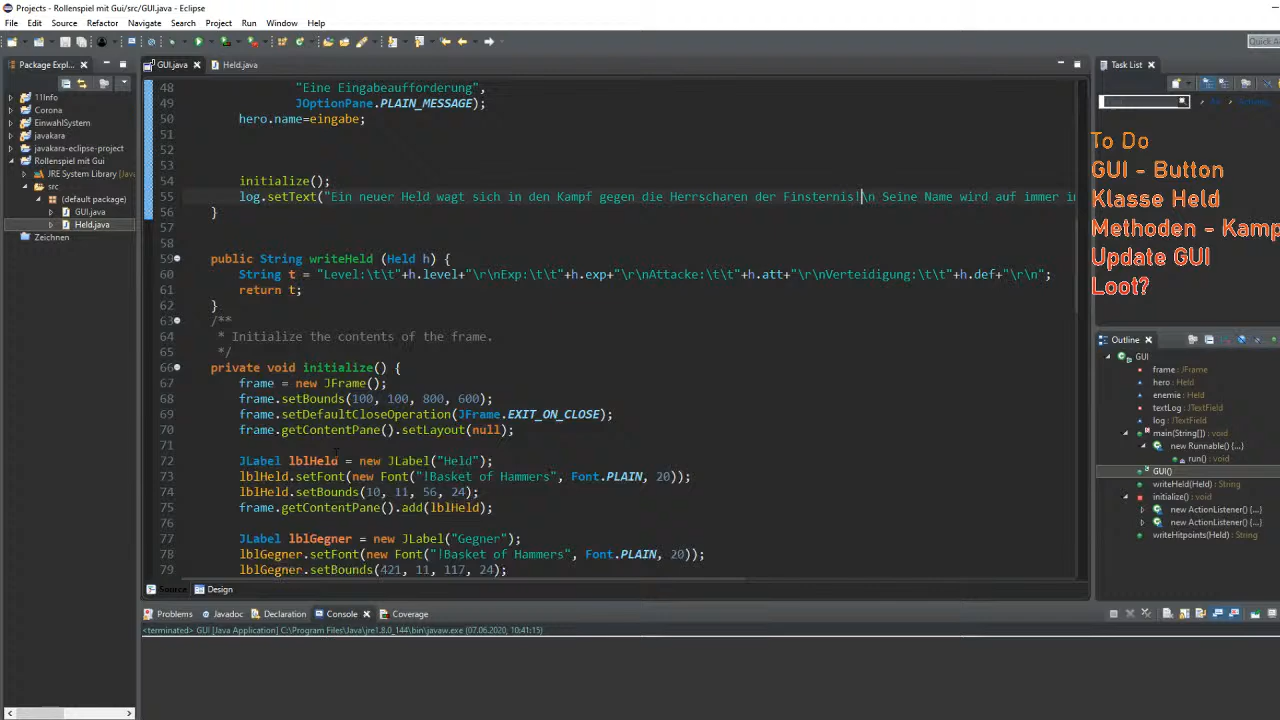 Projects - Rollenspiel mit Gui/src/GUI.java - Eclipse
File Edit Source Refactor Navigate Search Project Run Window Help
Quick A
Package Expl...
GUI.java
Held.java
Task List
11Info
Corona
EinwahlSystem
javakara
javakara-eclipse-project
Rollenspiel mit Gui
JRE System Library [Java
src
(default package)
GUI.java
Held.java
Zeichnen
48 "Eine Eingabeaufforderung",
49 JOptionPane.PLAIN_MESSAGE);
50 hero.name=eingabe;
51
52
53
54 initialize();
55 log.setText("Ein neuer Held wagt sich in den Kampf gegen die Herrscharen der Finsternis!\n Seine Name wird auf immer in
56 }
57
58
59 public String writeHeld (Held h) {
60 String t = "Level:\t\t"+h.level+"\r\nExp:\t\t"+h.exp+"\r\nAttacke:\t\t"+h.att+"\r\nVerteidigung:\t\t"+h.def+"\r\n";
61 return t;
62 }
63 /**
64 * Initialize the contents of the frame.
65 */
66 private void initialize() {
67 frame = new JFrame();
68 frame.setBounds(100, 100, 800, 600);
69 frame.setDefaultCloseOperation(JFrame.EXIT_ON_CLOSE);
70 frame.getContentPane().setLayout(null);
71
72 JLabel lblHeld = new JLabel("Held");
73 lblHeld.setFont(new Font("!Basket of Hammers", Font.PLAIN, 20));
74 lblHeld.setBounds(10, 11, 56, 24);
75 frame.getContentPane().add(lblHeld);
76
77 JLabel lblGegner = new JLabel("Gegner");
78 lblGegner.setFont(new Font("!Basket of Hammers", Font.PLAIN, 20));
79 lblGegner.setBounds(421, 11, 117, 24);
Source Design
To Do
GUI - Button
Klasse Held
Methoden - Kamp
Update GUI
Loot?
Outline
GUI
frame : JFrame
hero : Held
enemie : Held
textLog : JTextField
log : JTextField
main(String[]) : void
new Runnable() {...}
run() : void
GUI()
writeHeld(Held) : String
initialize() : void
new ActionListener() {...}
new ActionListener() {...}
writeHitpoints(Held) : String
Problems Javadoc Declaration Console Coverage
<terminated> GUI [Java Application] C:\Program Files\Java\jre1.8.0_144\bin\javaw.exe (07.06.2020, 10:41:15)